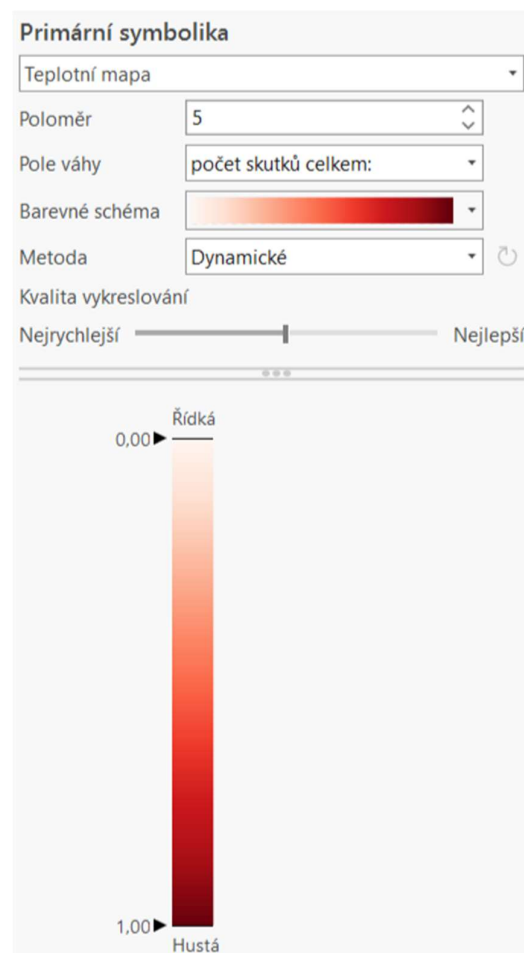 Primární symbolika
Teplotní mapa
Poloměr 5
Pole váhy počet skutků celkem:
Barevné schéma
Metoda Dynamické
Kvalita vykreslování
Nejrychlejší Nejlepší
Řídká
0,00
1,00
Hustá